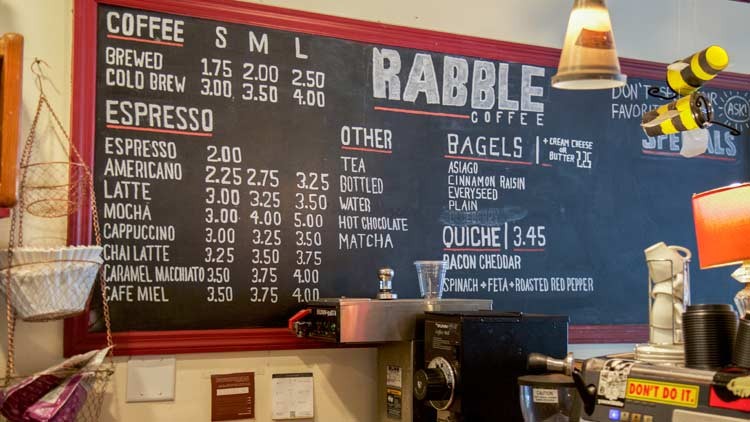 COFFEE S M L
BREWED 1.75 2.00 2.50
COLD BREW 3.00 3.50 4.00
ESPRESSO
ESPRESSO 2.00
AMERICANO 2.25 2.75 3.25
LATTE 3.00 3.25 3.50
MOCHA 3.00 4.00 5.00
CAPPUCCINO 3.00 3.25 3.50
CHAI LATTE 3.25 3.50 3.75
CARAMEL MACCHIATO 3.50 3.75 4.00
CAFE MIEL 3.50 3.75 4.00
RABBLE
COFFEE
OTHER
TEA
BOTTLED
WATER
HOT CHOCOLATE
MATCHA
BAGELS + CREAM CHEESE
OR
BUTTER 2.25
ASIAGO
CINNAMON RAISIN
EVERYSEED
PLAIN
QUICHE 3.45
BACON CHEDDAR
SPINACH + FETA + ROASTED RED PEPPER
DON'T
FAVORITE
ASK
SPECIALS
CAUTION
DON'T DO IT.